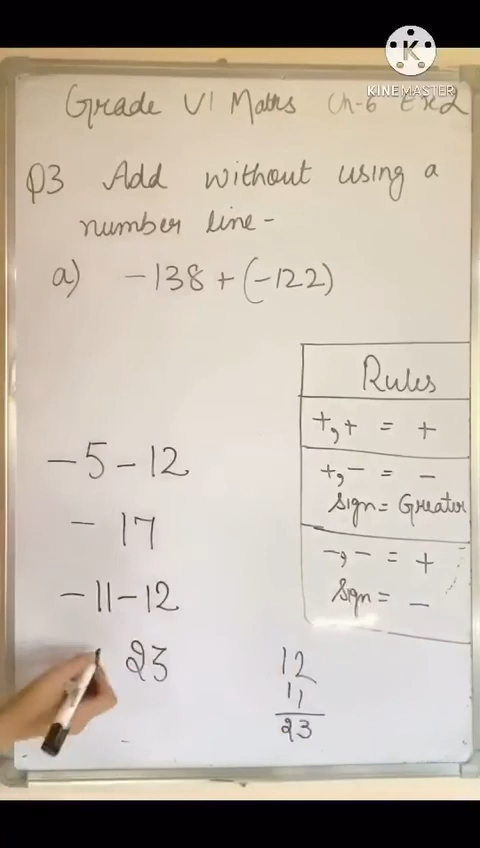 K
KINEMASTER
Grade VI Maths Ch-6 Ex2
Q3 Add without using a
number line-
a) -138 + (-122)
Rules
+,+ = +
+,- = -
Sign = Greater
-,- = +
Sign = -
-5-12
- 17
-11-12
23
12
11
23